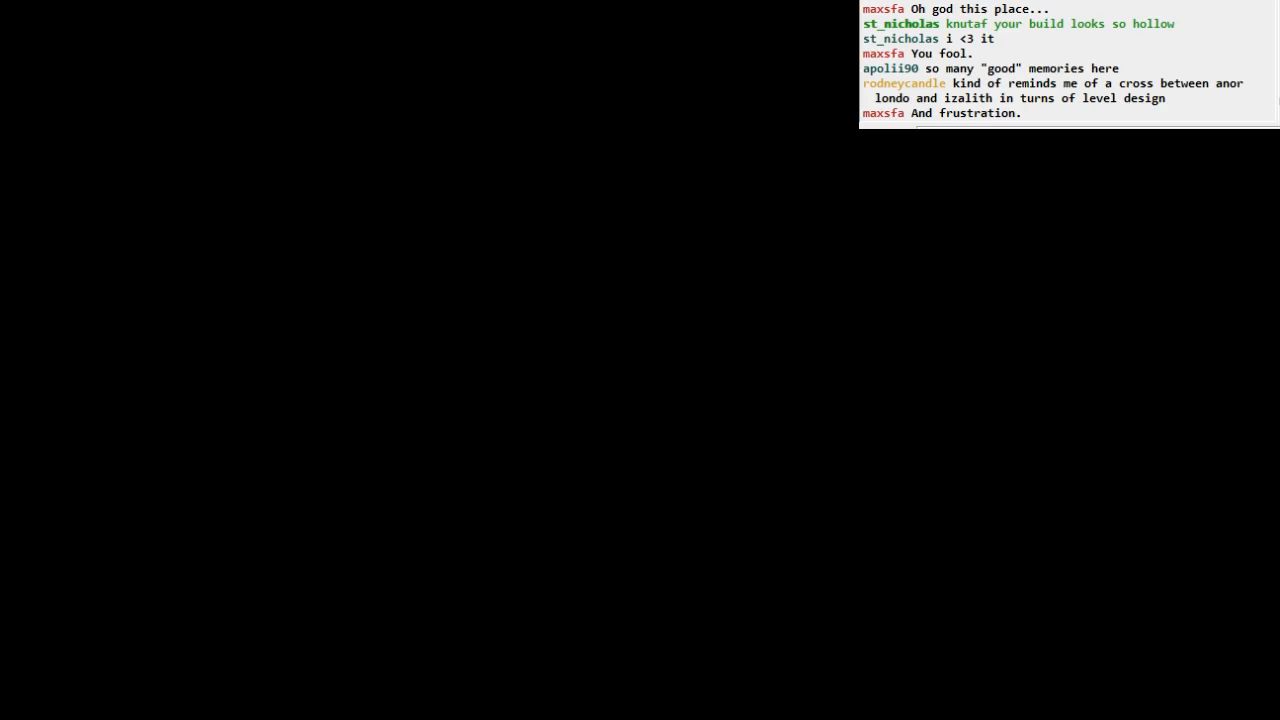 maxsfa Oh god this place...
st_nicholas knutaf your build looks so hollow
st_nicholas i <3 it
maxsfa You fool.
apolii90 so many "good" memories here
rodneycandle kind of reminds me of a cross between anor
londo and izalith in turns of level design
maxsfa And frustration.